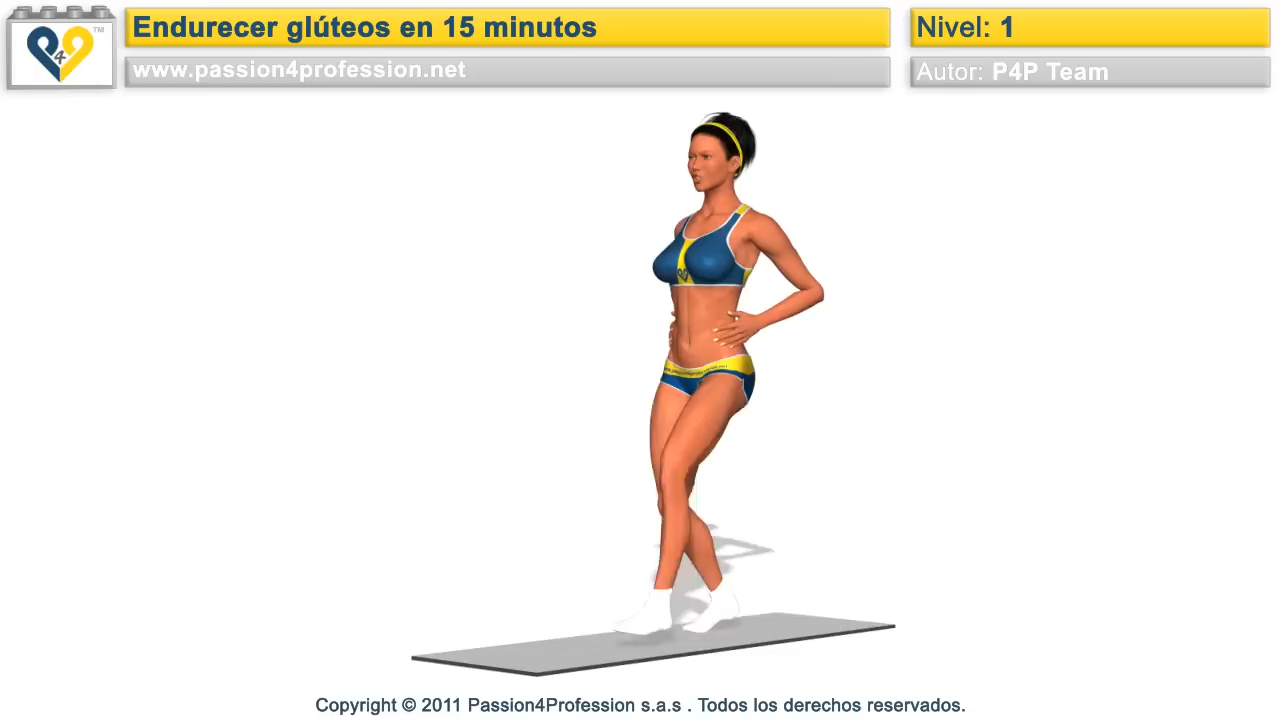 Endurecer glúteos en 15 minutos
Nivel: 1
www.passion4profession.net
Autor: P4P Team
P4P™
Copyright © 2011 Passion4Profession s.a.s . Todos los derechos reservados.